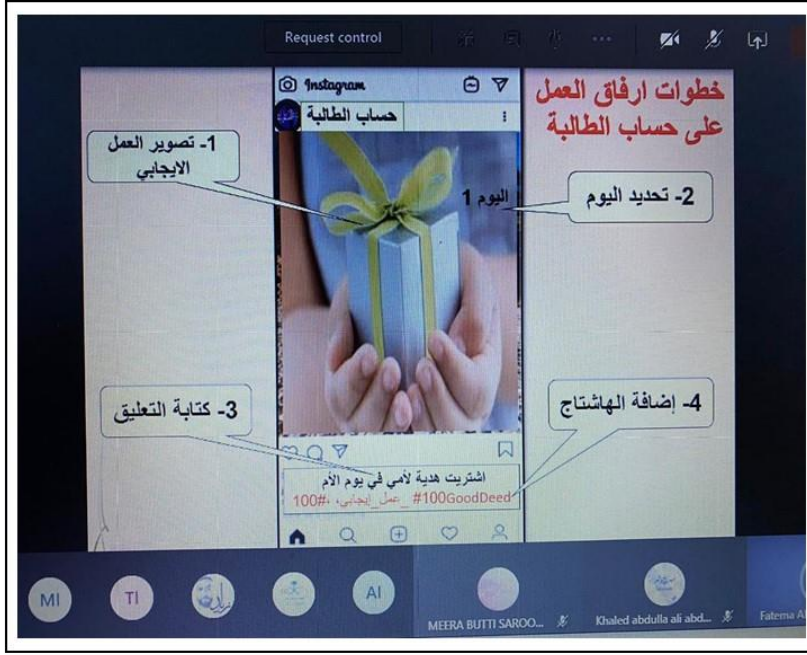 Request control
خطوات ارفاق العمل
على حساب الطالبة
Instagram
حساب الطالبة
1- تصوير العمل
الايجابي
اليوم 1
2- تحديد اليوم
3- كتابة التعليق
4- إضافة الهاشتاج
اشتريت هدية لأمي في يوم الأم
#100GoodDeed #100_عمل_إيجابي،
MI
TI
زايد
AI
MEERA BUTTI SAROO...
Khaled abdulla ali abd...
Fatema